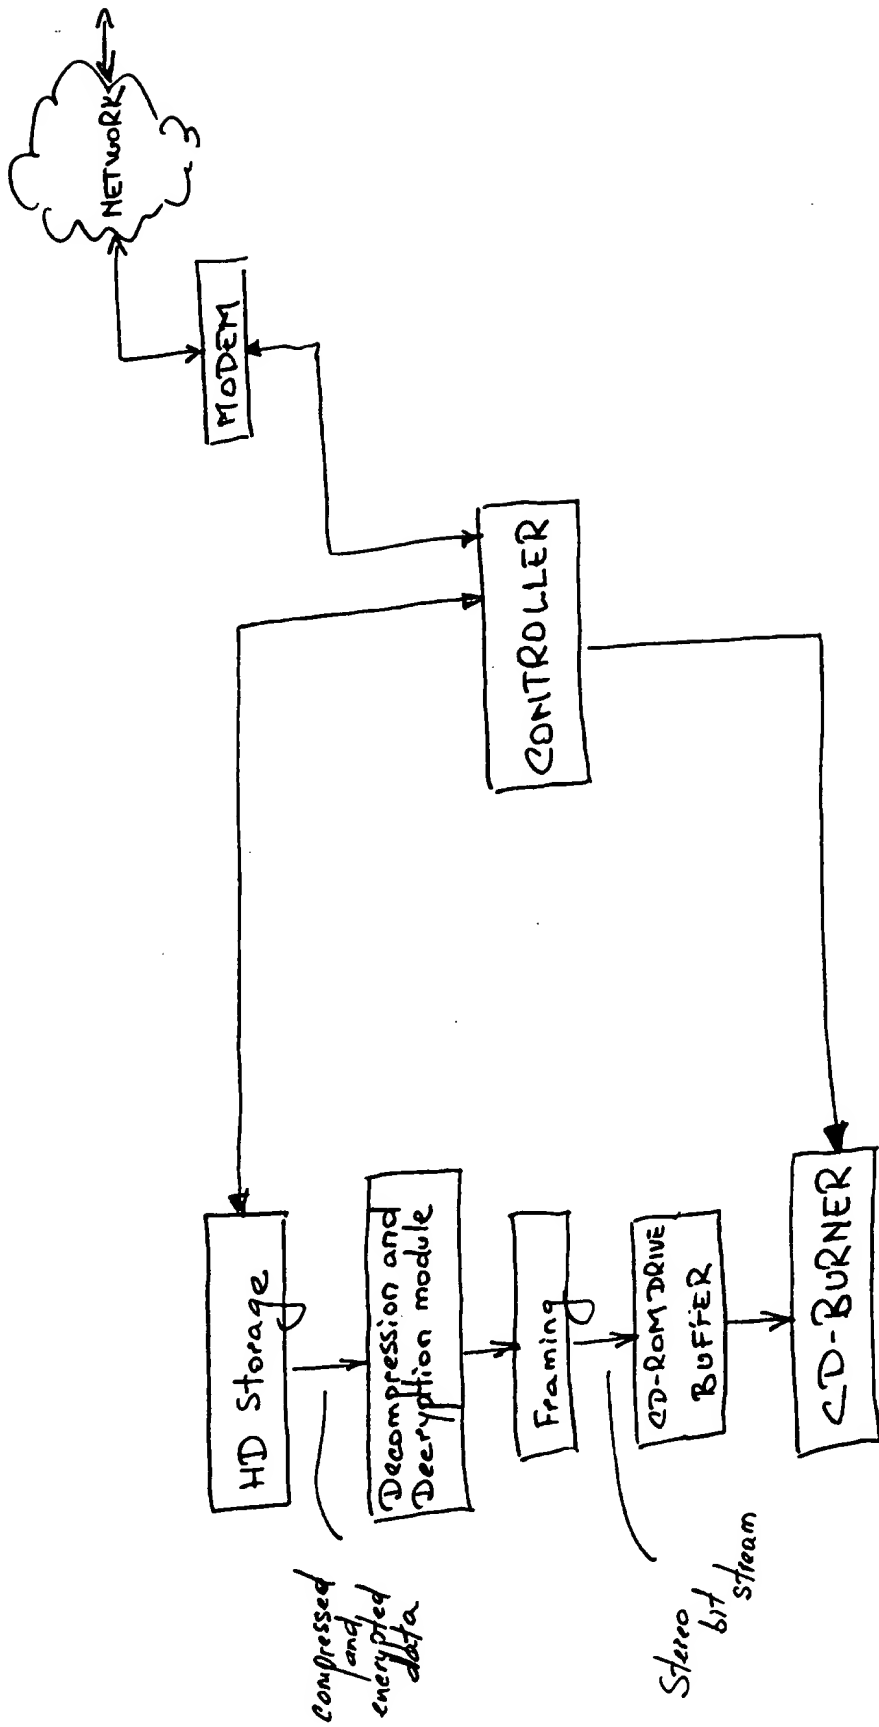 NETWORK
MODEM
CONTROLLER
HD Storage
Decompression and
Decryption module
Framing
CD-ROM DRIVE
BUFFER
CD-BURNER
compressed
and
encrypted
data
Stereo
bit
stream